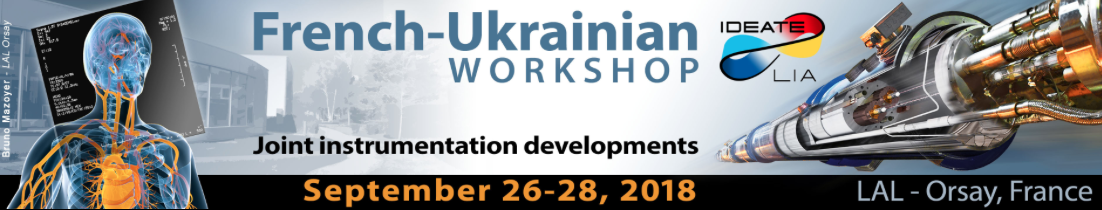 French-Ukrainian
WORKSHOP
IDEATE
LIA
Joint instrumentation developments
September 26-28, 2018
LAL - Orsay, France
Bruno Mazoyer - LAL Orsay